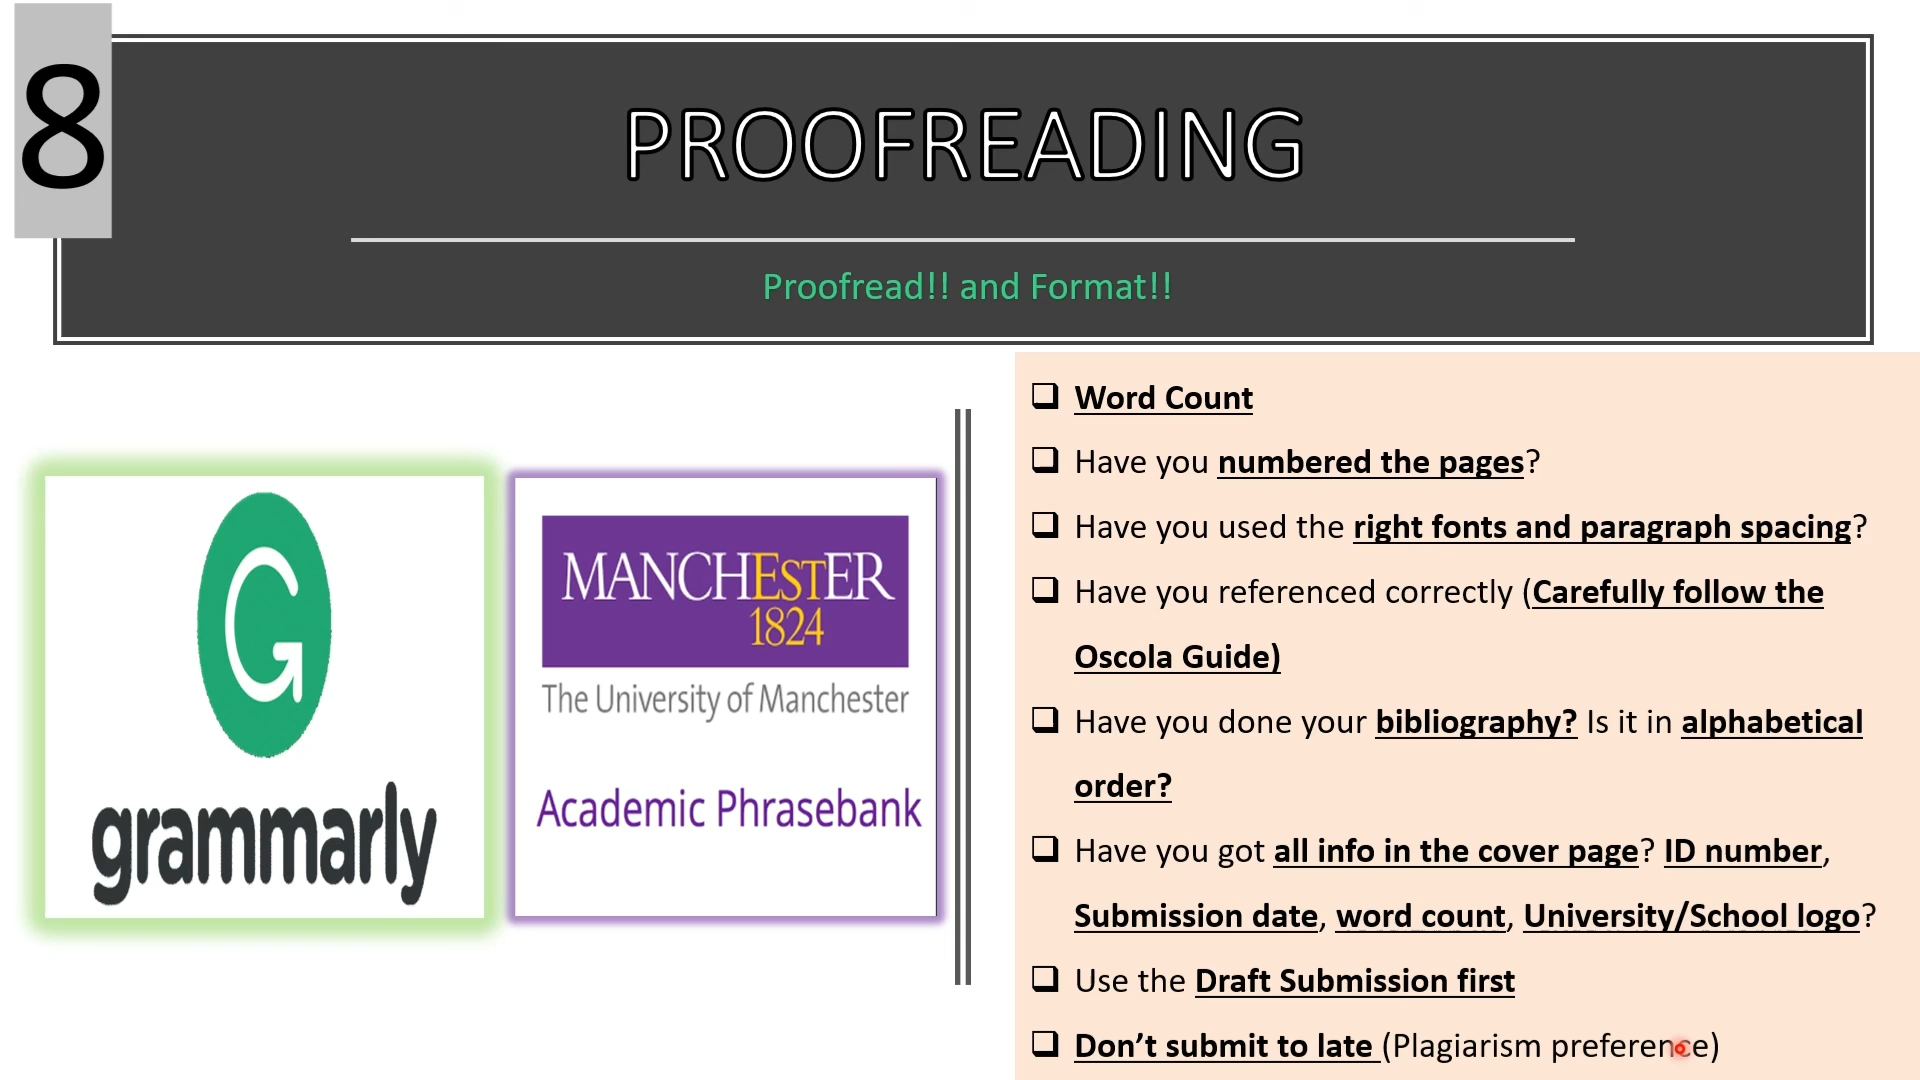 8
PROOFREADING
Proofread!! and Format!!
G
grammarly
MANCHESTER
1824
The University of Manchester
Academic Phrasebank
❑ Word Count
❑ Have you numbered the pages?
❑ Have you used the right fonts and paragraph spacing?
❑ Have you referenced correctly (Carefully follow the
Oscola Guide)
❑ Have you done your bibliography? Is it in alphabetical
order?
❑ Have you got all info in the cover page? ID number,
Submission date, word count, University/School logo?
❑ Use the Draft Submission first
❑ Don’t submit to late (Plagiarism preference)